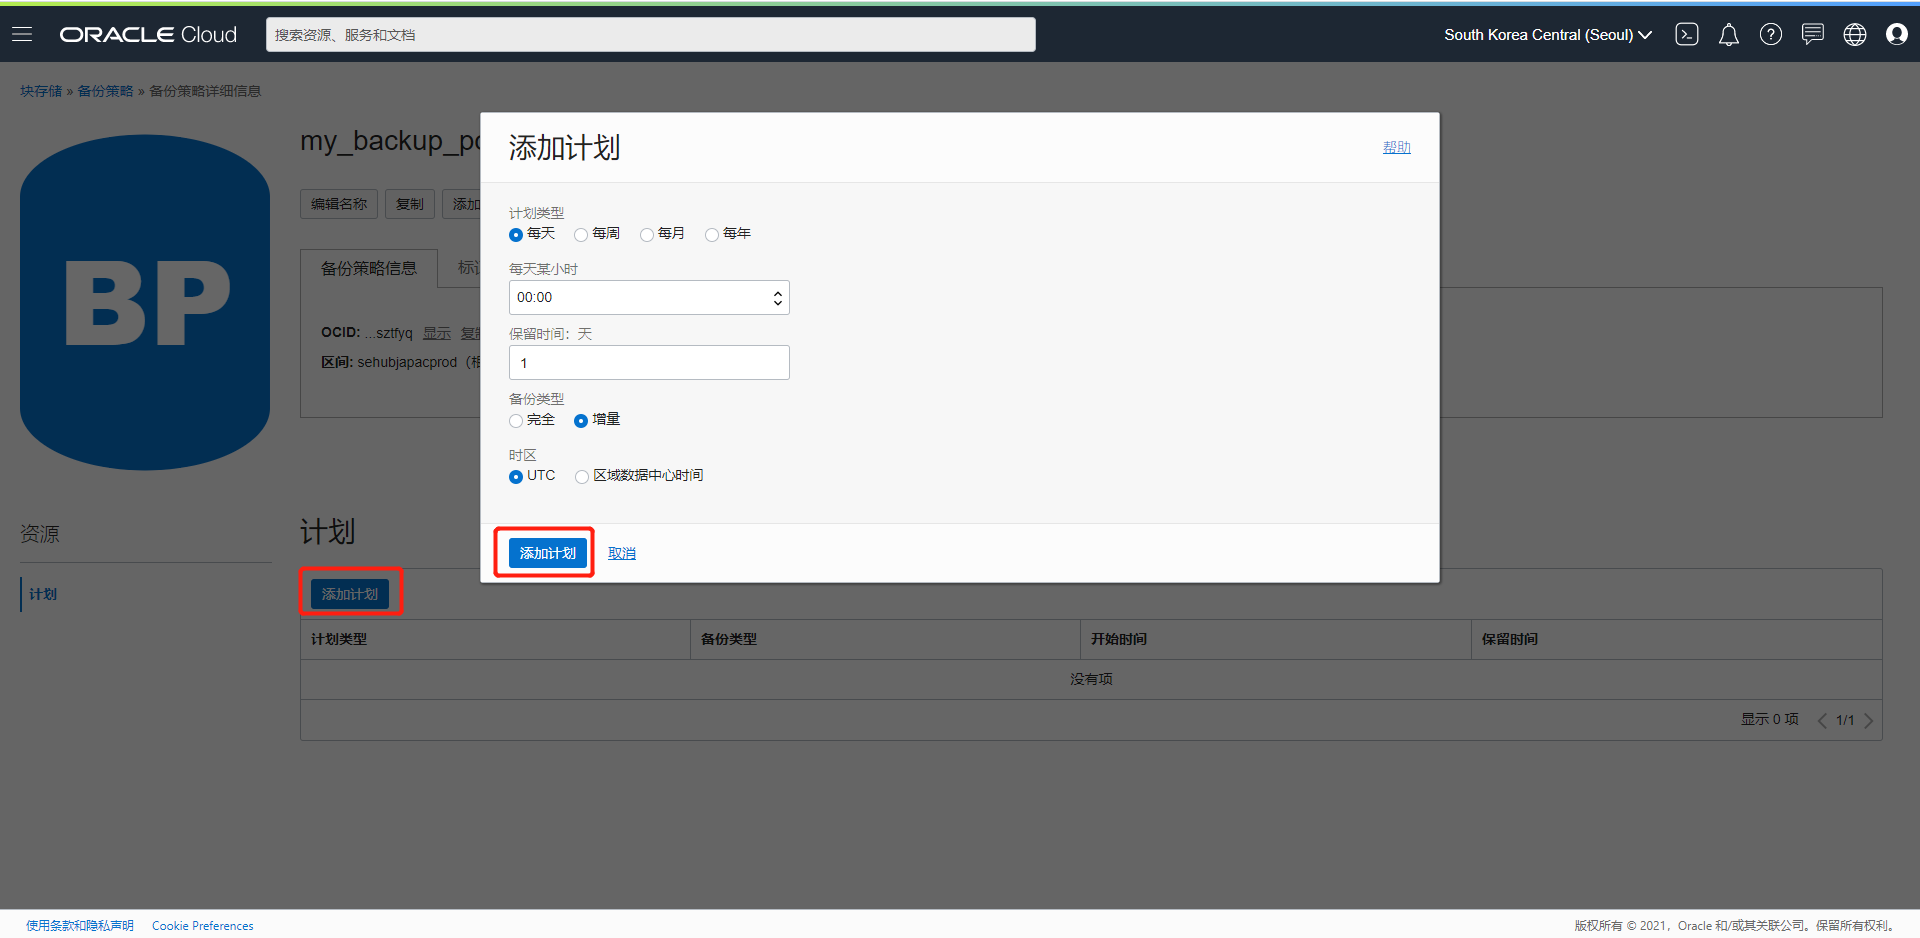 ORACLE Cloud
搜索资源、服务和文档
South Korea Central (Seoul)
块存储 » 备份策略 » 备份策略详细信息
BP
my_backup_po
编辑名称 复制 添加
备份策略信息
OCID: ...sztfyq 显示
区间: sehubjapacprod
添加计划
帮助
计划类型
每天 每周 每月 每年
每天某小时
00:00
保留时间：天
1
备份类型
完全 增量
时区
UTC 区域数据中心时间
添加计划 取消
资源
计划
计划
添加计划
计划类型 备份类型 开始时间 保留时间
没有项
显示 0 项 1/1
使用条款和隐私声明 Cookie Preferences
版权所有 © 2021，Oracle 和/或其关联公司。保留所有权利。